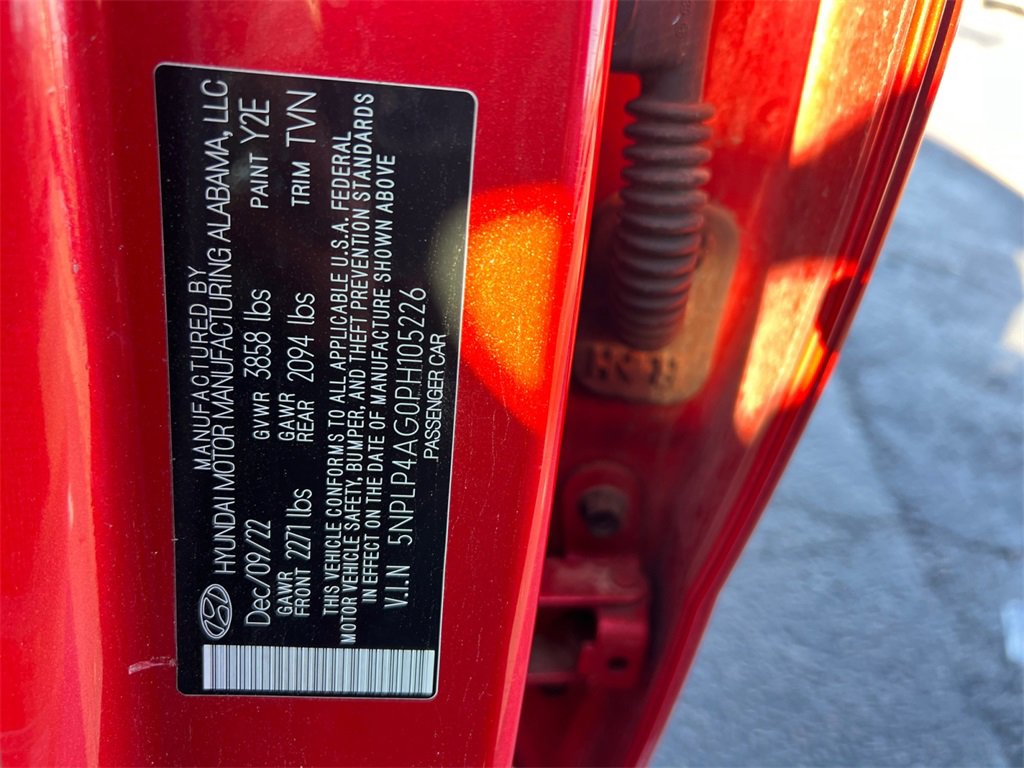 MANUFACTURED BY
HYUNDAI MOTOR MANUFACTURING ALABAMA, LLC
Dec/09/22 GVWR 3858 lbs PAINT Y2E
GAWR FRONT 2271 lbs GAWR REAR 2094 lbs TRIM TVN
THIS VEHICLE CONFORMS TO ALL APPLICABLE U.S.A. FEDERAL
MOTOR VEHICLE SAFETY, BUMPER, AND THEFT PREVENTION STANDARDS
IN EFFECT ON THE DATE OF MANUFACTURE SHOWN ABOVE
V.I.N 5NPLP4AG0PH105226
PASSENGER CAR